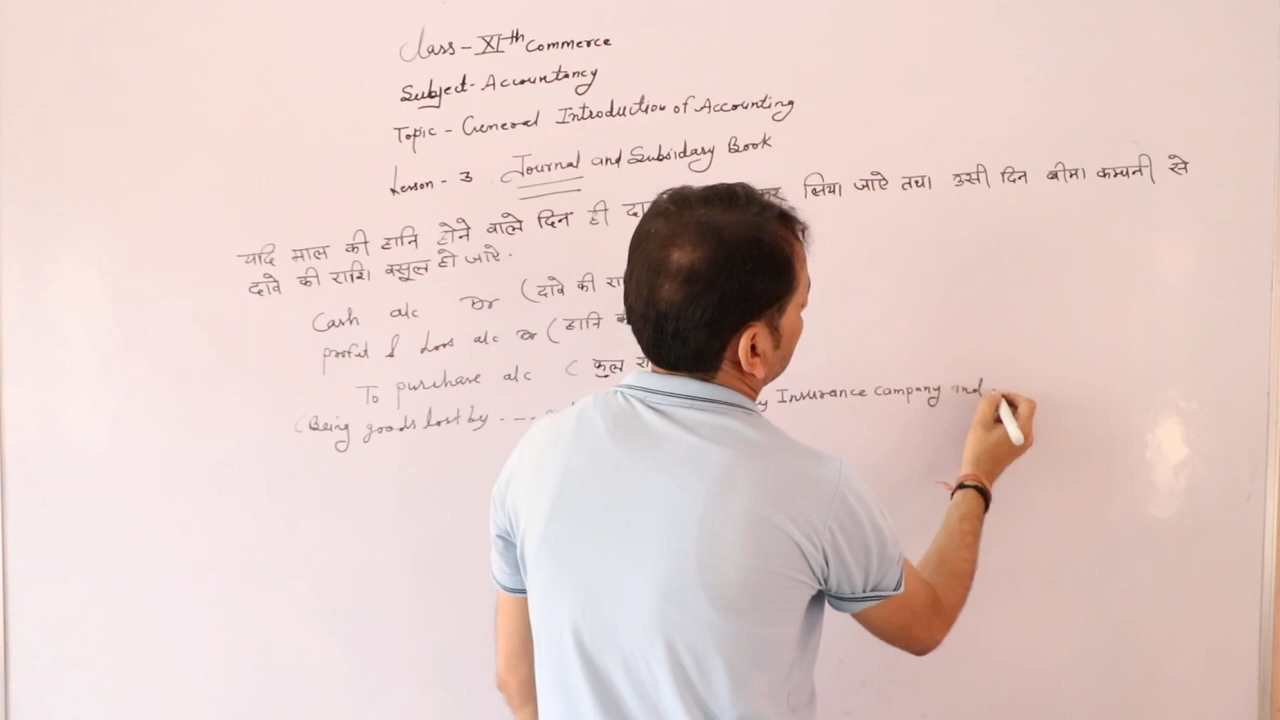 Class - XIth Commerce
Subject - Accountancy
Topic - General Introduction of Accounting
Lesson - 3 Journal and Subsidary Book
यदि माल की हानि होने वाले दिन ही लिया जाऐ तथा उसी दिन बीमा कम्पनी से
दावे की राशि वसूल हो जाऐ.
Cash a/c Dr (दावे की
profit & Loss a/c Dr (हानि
To purchase a/c ( कुल
(Being goods lost by ---- Insurance Company and